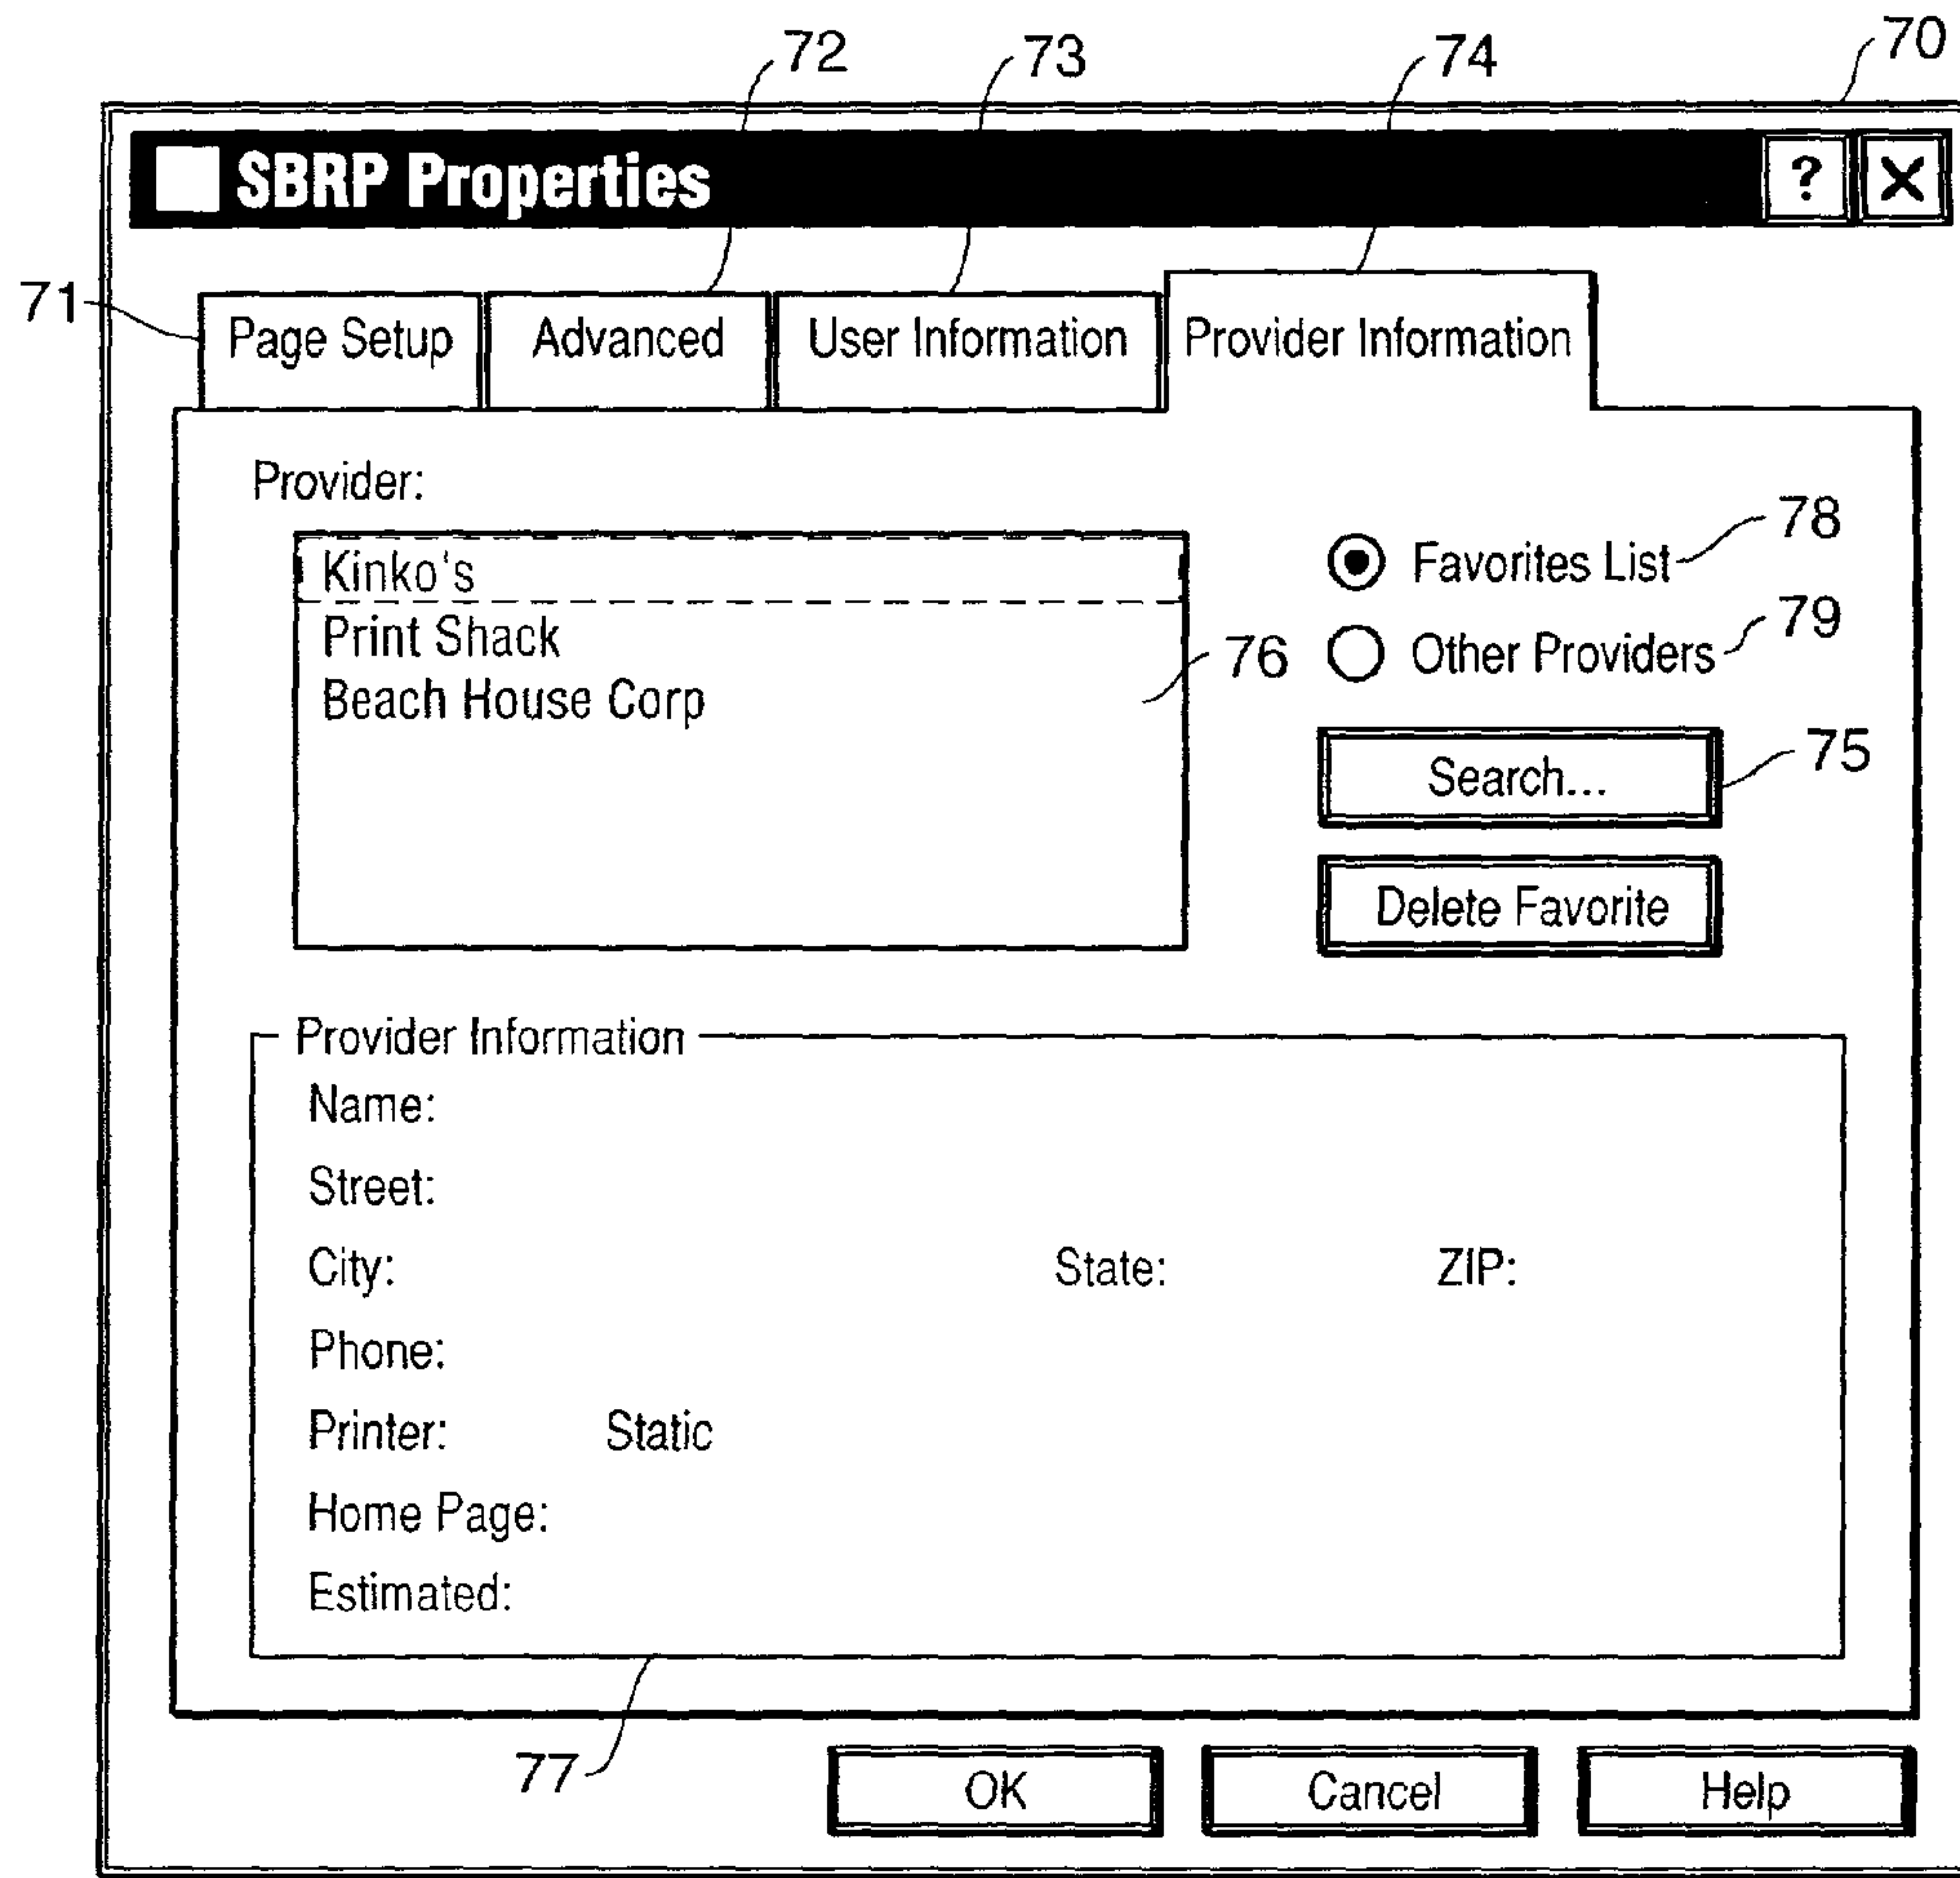 72 73 74 70
SBRP Properties ? X
71 Page Setup Advanced User Information Provider Information
Provider:
Kinko's
Print Shack
Beach House Corp
76
Favorites List 78
Other Providers 79
Search... 75
Delete Favorite
Provider Information
Name:
Street:
City: State: ZIP:
Phone:
Printer: Static
Home Page:
Estimated:
77
OK Cancel Help